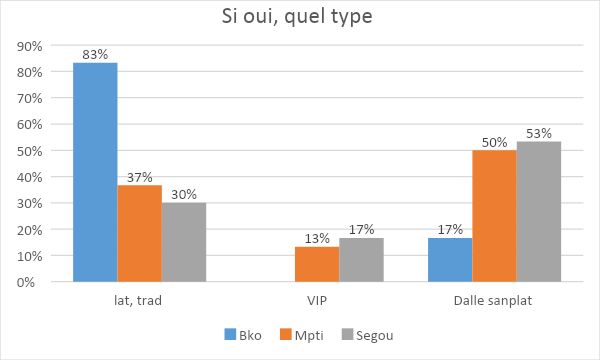 Si oui, quel type
90%
80%
70%
60%
50%
40%
30%
20%
10%
0%
83%
37%
30%
13%
17%
17%
50%
53%
lat, trad
VIP
Dalle sanplat
Bko
Mpti
Segou